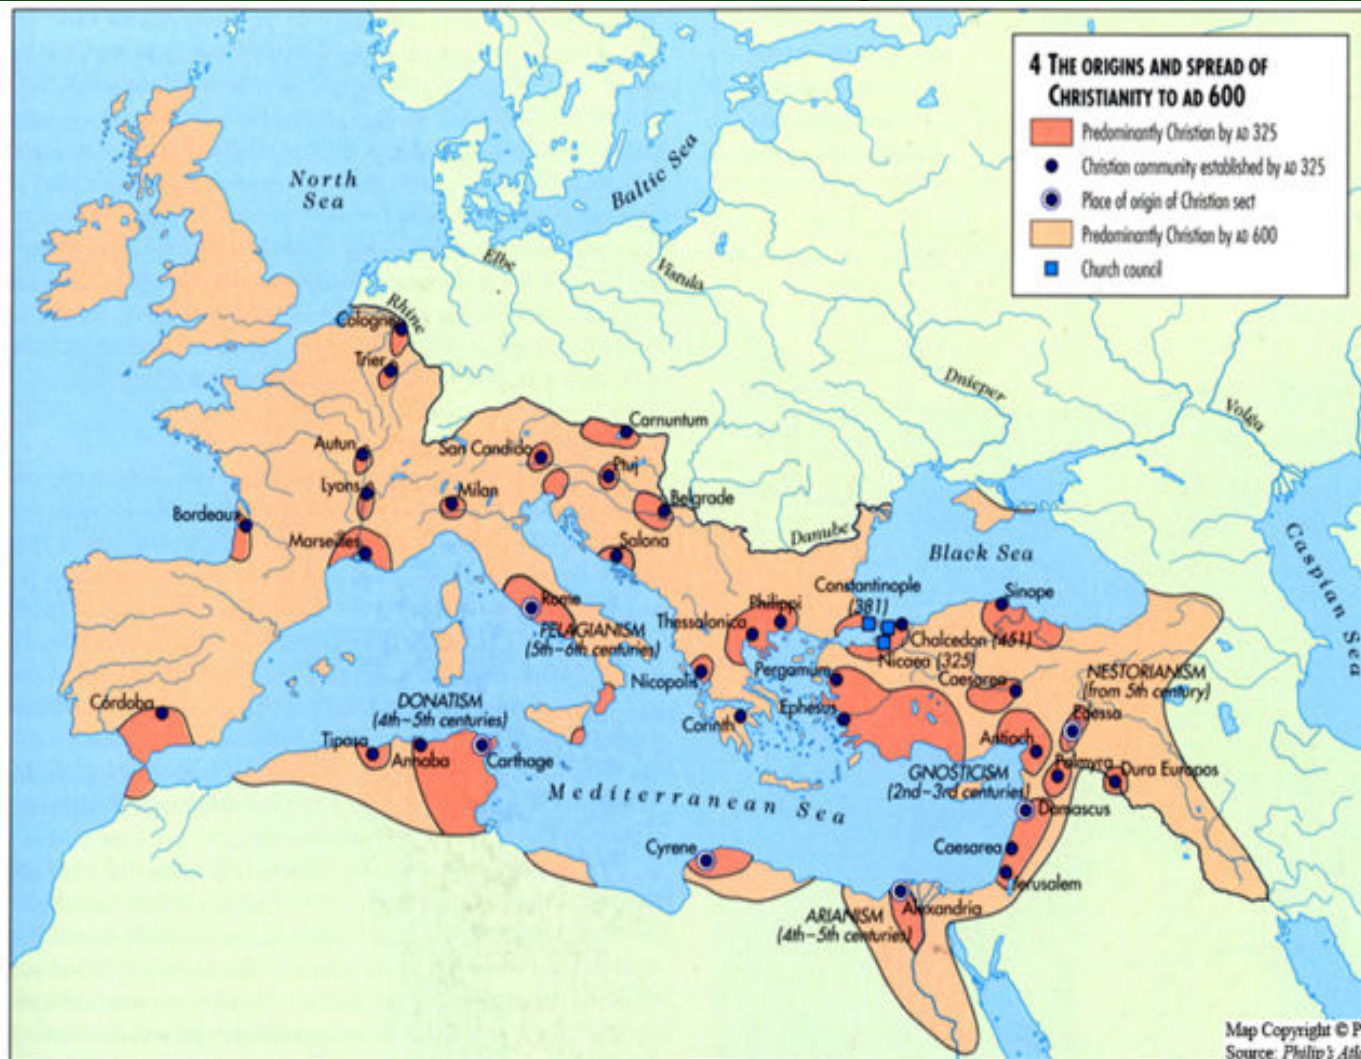 4 THE ORIGINS AND SPREAD OF
CHRISTIANITY TO AD 600
Predominantly Christian by AD 325
Christian community established by AD 325
Place of origin of Christian sect
Predominantly Christian by AD 600
Church council
North
Sea
Baltic Sea
Elbe
Vistula
Rhine
Cologne
Trier
Dnieper
Volga
Carnuntum
Autun
San Candido
Ptuj
Lyons
Milan
Belgrade
Bordeaux
Danube
Marseilles
Salona
Black Sea
Caspian Sea
Constantinople
(381)
Sinope
Rome
Philippi
Thessalonica
PELAGIANISM
(5th–6th centuries)
Chalcedon (451)
Nicaea (325)
Nicopolis
Pergamum
Caesarea
NESTORIANISM
(from 5th century)
Edessa
Córdoba
DONATISM
(4th–5th centuries)
Corinth
Ephesus
Tipasa
Annaba
Carthage
Antioch
Palmyra
Dura Europos
GNOSTICISM
(2nd–3rd centuries)
Mediterranean Sea
Damascus
Cyrene
Caesarea
Jerusalem
Alexandria
ARIANISM
(4th–5th centuries)
Map Copyright © P
Source: Philip's Atl